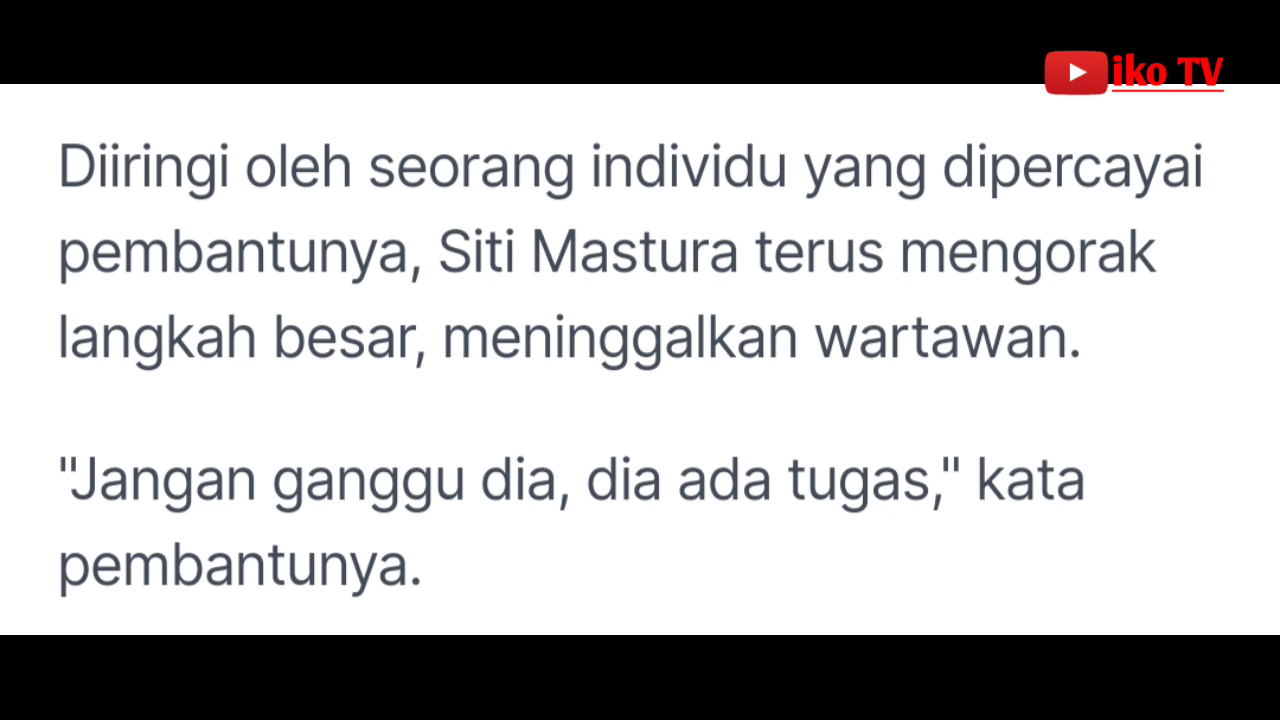 iko TV
Diiringi oleh seorang individu yang dipercayai
pembantunya, Siti Mastura terus mengorak
langkah besar, meninggalkan wartawan.
"Jangan ganggu dia, dia ada tugas," kata
pembantunya.